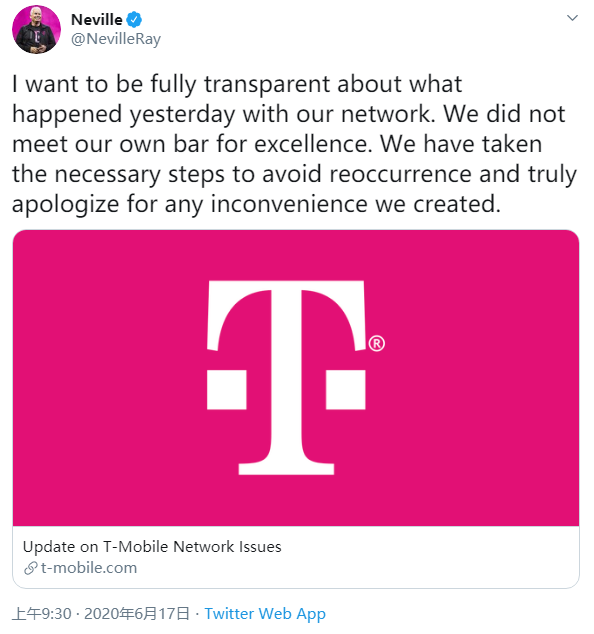 Neville
@NevilleRay
I want to be fully transparent about what
happened yesterday with our network. We did not
meet our own bar for excellence. We have taken
the necessary steps to avoid reoccurrence and truly
apologize for any inconvenience we created.
T
®
Update on T-Mobile Network Issues
t-mobile.com
上午9:30 · 2020年6月17日 · Twitter Web App